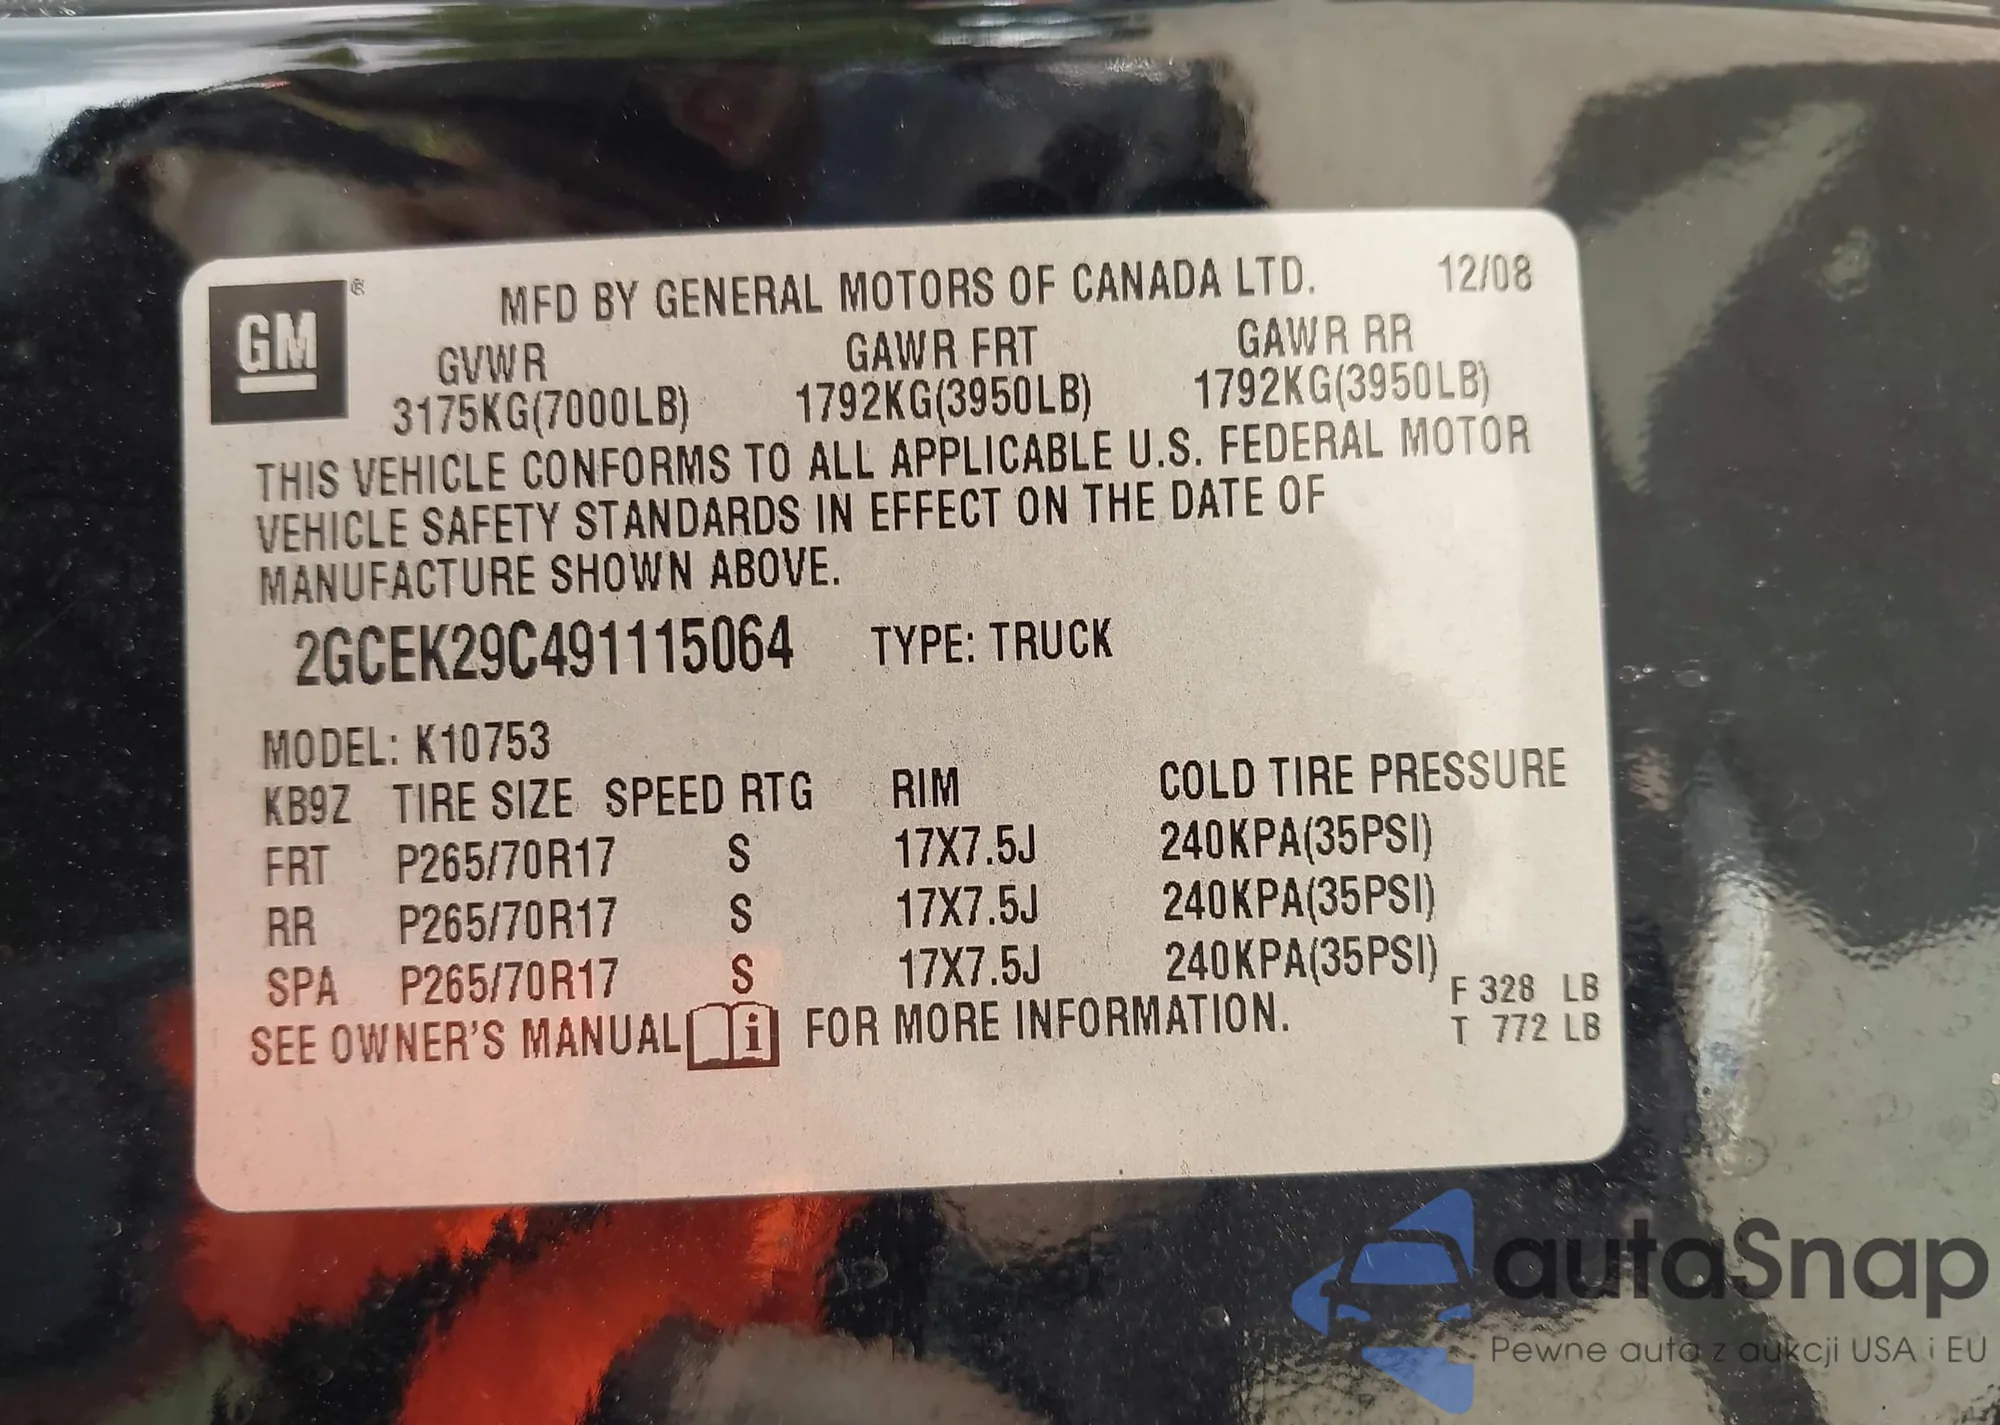 GM ®
MFD BY GENERAL MOTORS OF CANADA LTD. 12/08
GVWR GAWR FRT GAWR RR
3175KG(7000LB) 1792KG(3950LB) 1792KG(3950LB)
THIS VEHICLE CONFORMS TO ALL APPLICABLE U.S. FEDERAL MOTOR
VEHICLE SAFETY STANDARDS IN EFFECT ON THE DATE OF
MANUFACTURE SHOWN ABOVE.
2GCEK29C491115064 TYPE: TRUCK
MODEL: K10753
KB9Z TIRE SIZE SPEED RTG RIM COLD TIRE PRESSURE
FRT P265/70R17 S 17X7.5J 240KPA(35PSI)
RR P265/70R17 S 17X7.5J 240KPA(35PSI)
SPA P265/70R17 S 17X7.5J 240KPA(35PSI)
SEE OWNER'S MANUAL i FOR MORE INFORMATION.
F 328 LB
T 772 LB
autaSnap
Pewne auta z aukcji USA i EU